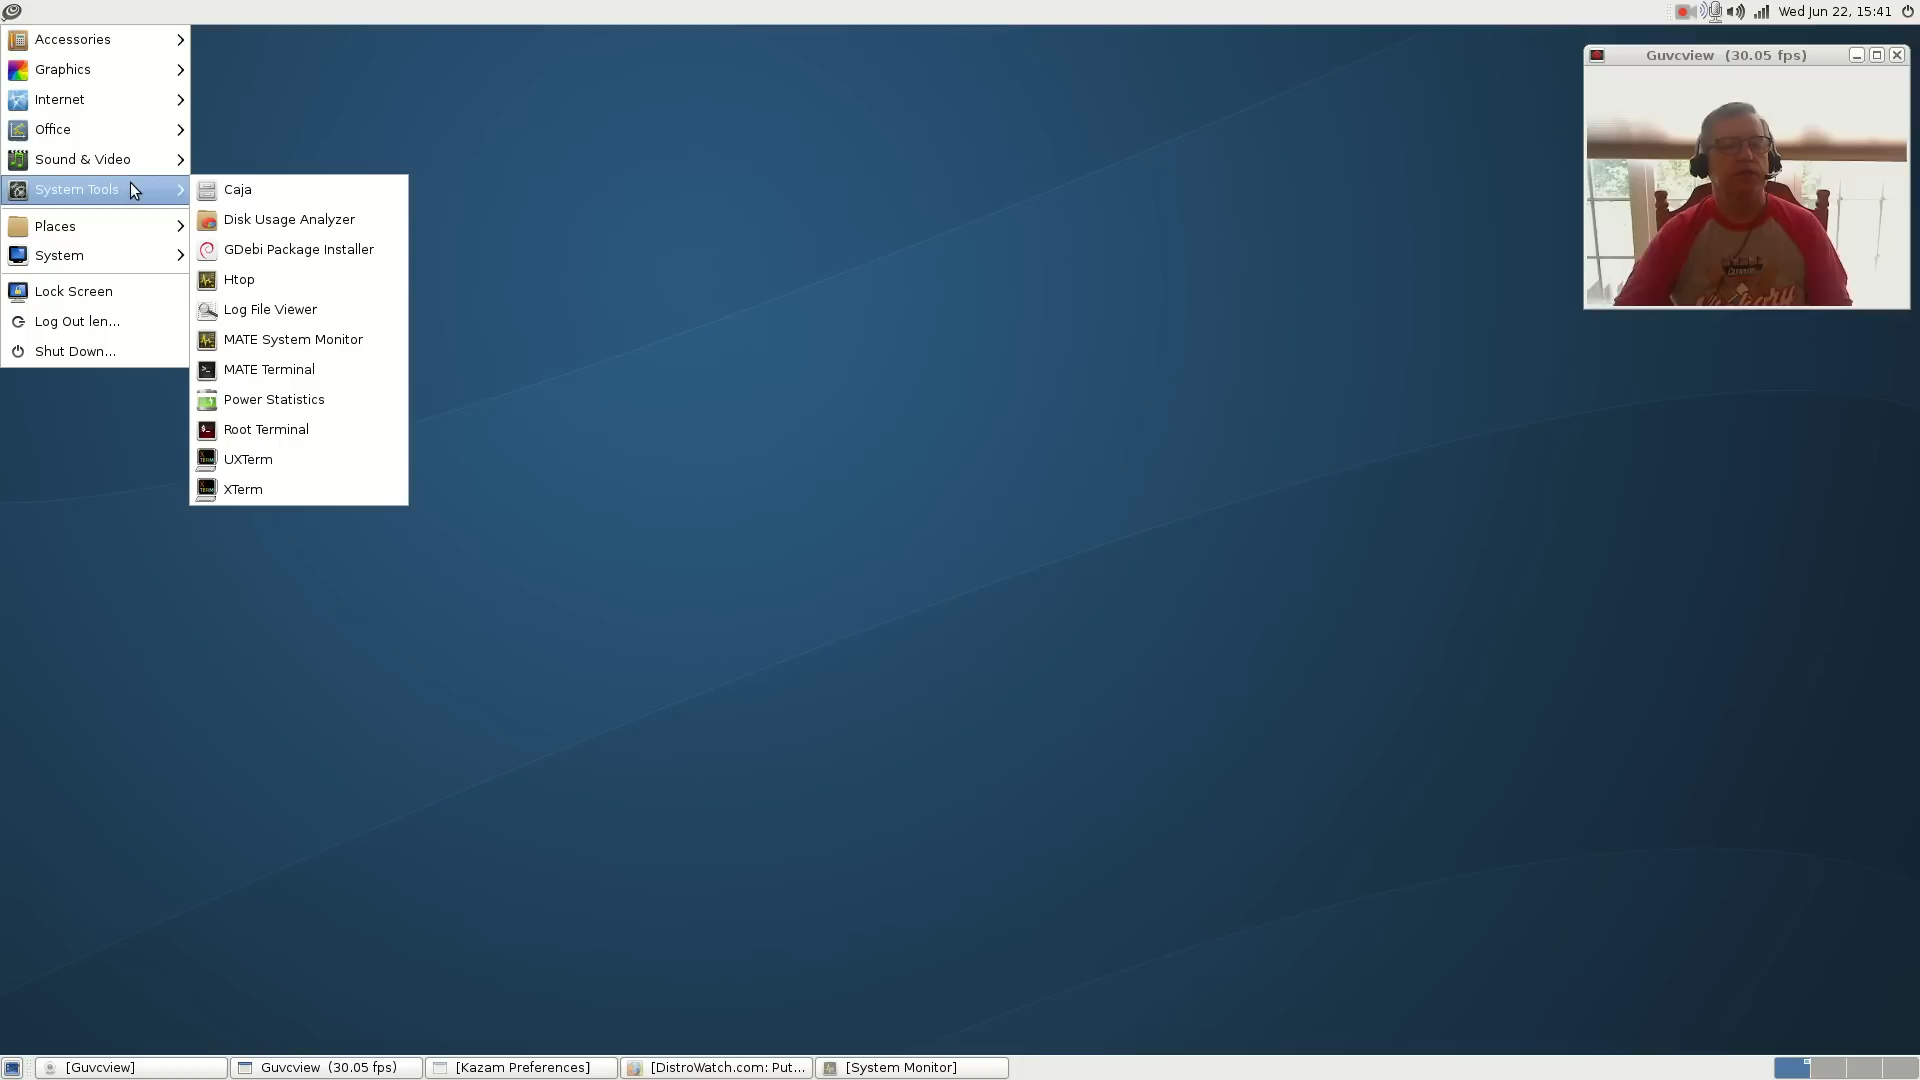 Wed Jun 22, 15:41
Accessories
Graphics
Internet
Office
Sound & Video
System Tools
Places
System
Lock Screen
Log Out len...
Shut Down...
Caja
Disk Usage Analyzer
GDebi Package Installer
Htop
Log File Viewer
MATE System Monitor
MATE Terminal
Power Statistics
Root Terminal
UXTerm
XTerm
Guvcview (30.05 fps)
[Guvcview]
Guvcview (30.05 fps)
[Kazam Preferences]
[DistroWatch.com: Put...
[System Monitor]